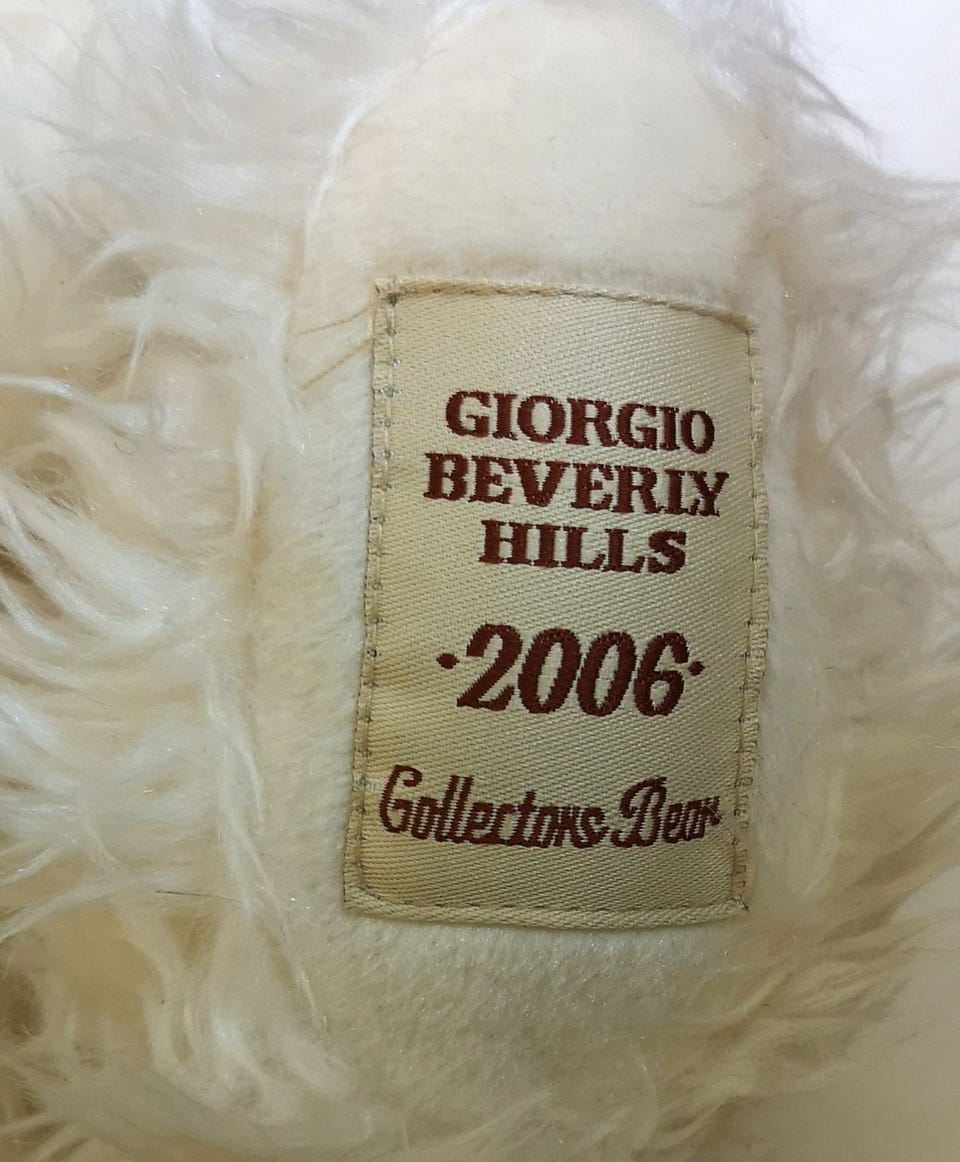 GIORGIO
BEVERLY
HILLS
·2006·
Collectors Bear